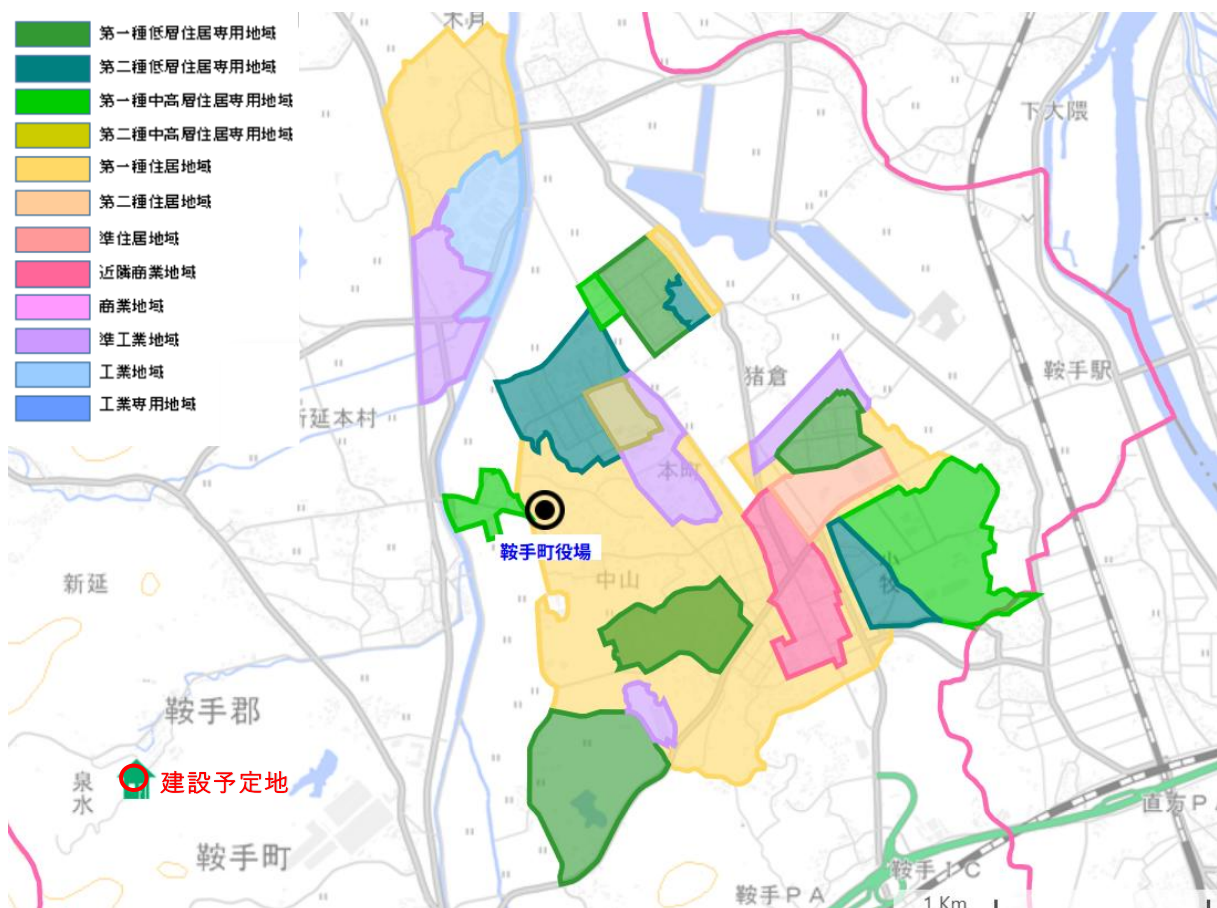 第一種低層住居専用地域
第二種低層住居専用地域
第一種中高層住居専用地域
第二種中高層住居専用地域
第一種住居地域
第二種住居地域
準住居地域
近隣商業地域
商業地域
準工業地域
工業地域
工業専用地域
木月
下大隈
猪倉
鞍手駅
新延本村
本町
鞍手町役場
中山
小牧
新延
鞍手郡
泉水
建設予定地
鞍手町
直方PA
鞍手IC
鞍手PA
1 Km